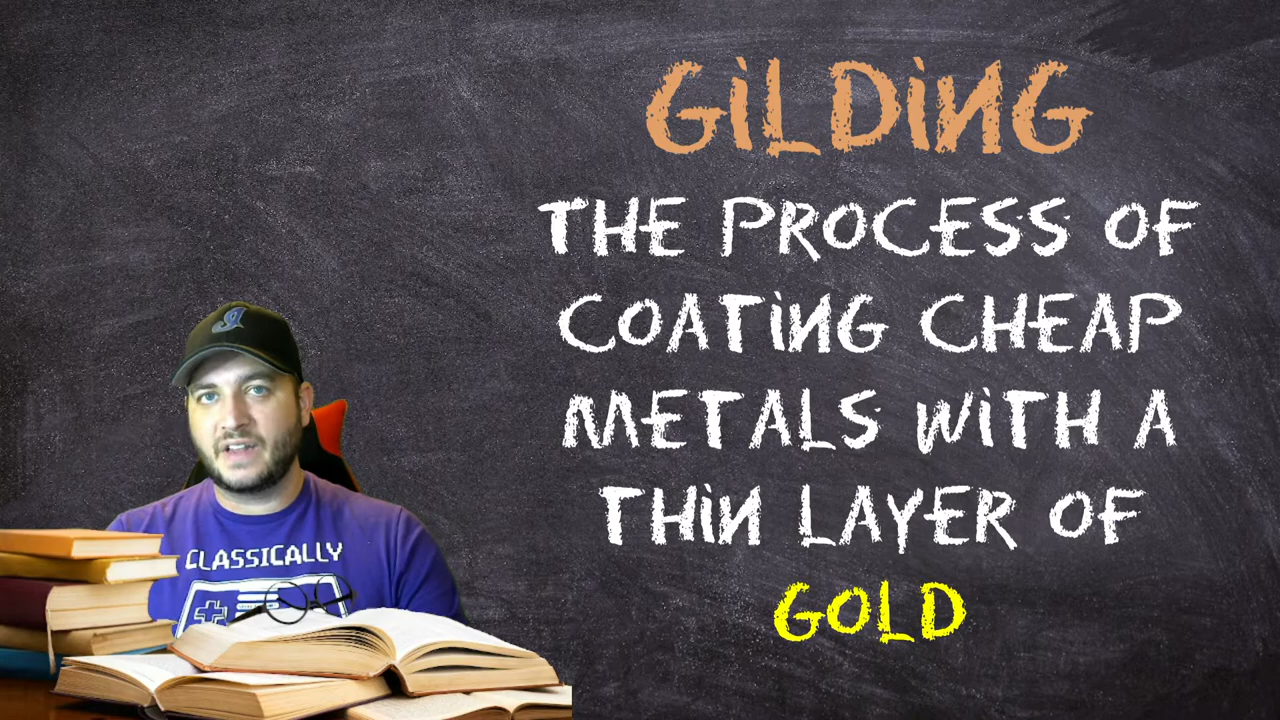 GiLDiNG
THE PROCESS OF
COATiNG CHEAP
METALS WiTH A
THiN LAYER OF
GOLD
CLASSICALLY